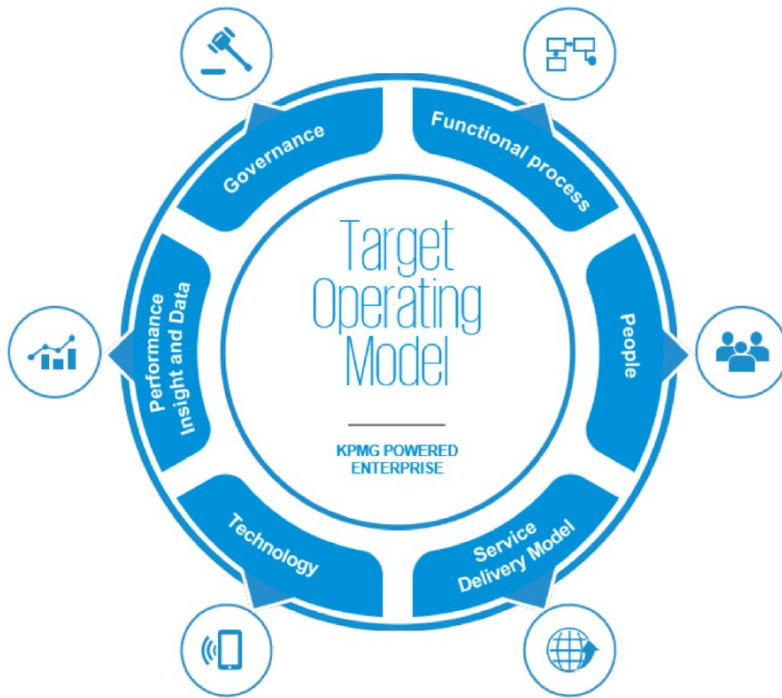 Governance
Functional process
Target
Operating
Model
KPMG POWERED
ENTERPRISE
People
Service
Delivery Model
Technology
Performance
Insight and Data